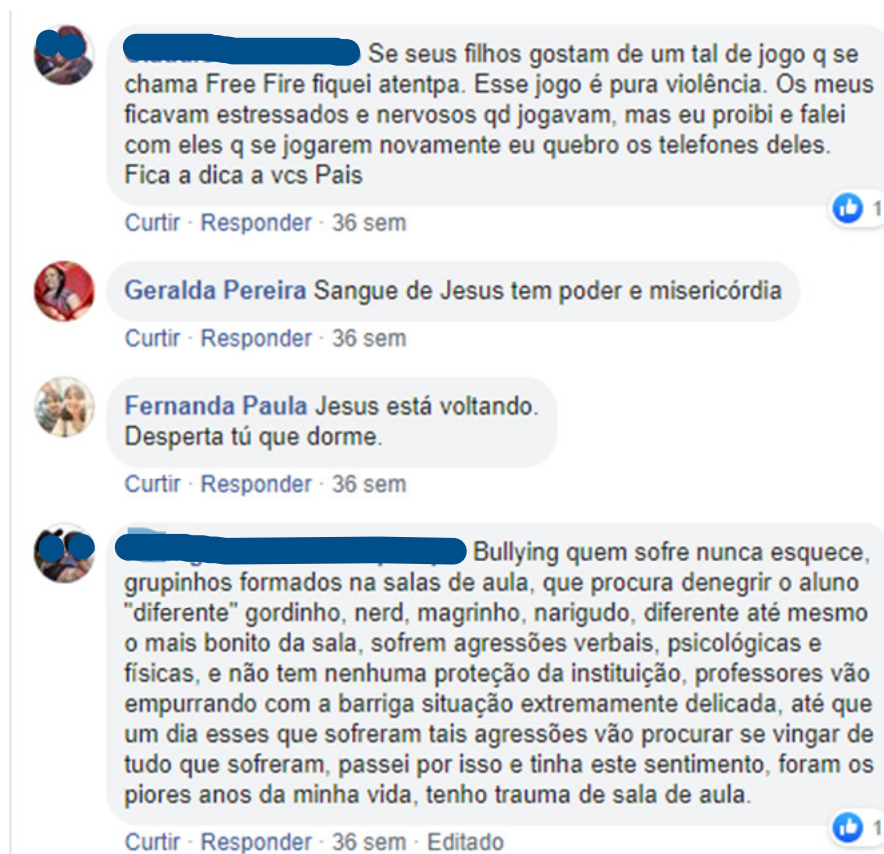 Se seus filhos gostam de um tal de jogo q se
chama Free Fire fiquei atentpa. Esse jogo é pura violência. Os meus
ficavam estressados e nervosos qd jogavam, mas eu proibi e falei
com eles q se jogarem novamente eu quebro os telefones deles.
Fica a dica a vcs Pais
1
Curtir · Responder · 36 sem
Geralda Pereira Sangue de Jesus tem poder e misericórdia
Curtir · Responder · 36 sem
Fernanda Paula Jesus está voltando.
Desperta tú que dorme.
Curtir · Responder · 36 sem
Bullying quem sofre nunca esquece,
grupinhos formados na salas de aula, que procura denegrir o aluno
"diferente" gordinho, nerd, magrinho, narigudo, diferente até mesmo
o mais bonito da sala, sofrem agressões verbais, psicológicas e
físicas, e não tem nenhuma proteção da instituição, professores vão
empurrando com a barriga situação extremamente delicada, até que
um dia esses que sofreram tais agressões vão procurar se vingar de
tudo que sofreram, passei por isso e tinha este sentimento, foram os
piores anos da minha vida, tenho trauma de sala de aula.
1
Curtir · Responder · 36 sem · Editado